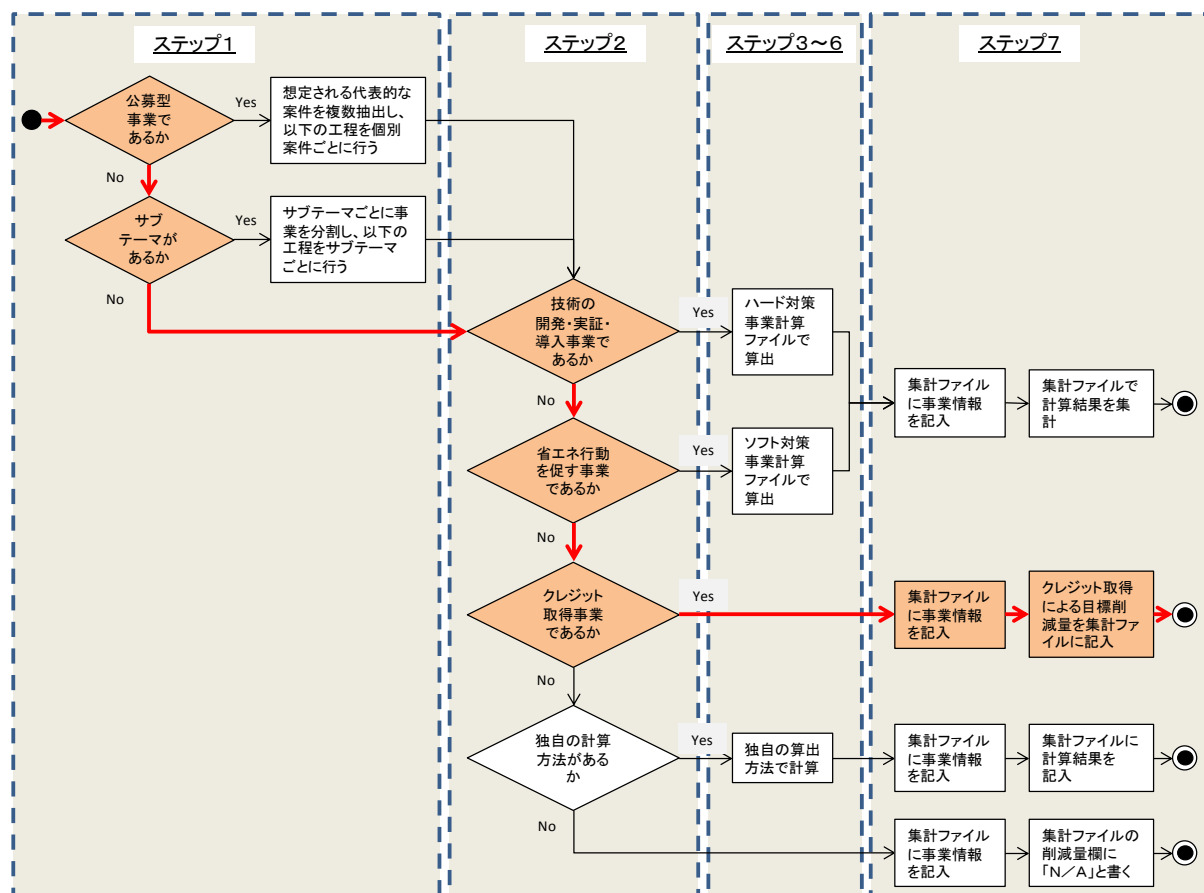 ステップ1
ステップ2
ステップ3～6
ステップ7
公募型
事業で
あるか
Yes
想定される代表的な
案件を複数抽出し、
以下の工程を個別
案件ごとに行う
No
サブ
テーマが
あるか
Yes
サブテーマごとに事
業を分割し、以下の
工程をサブテーマ
ごとに行う
No
技術の
開発・実証・
導入事業で
あるか
Yes
ハード対策
事業計算
ファイルで
算出
No
集計ファイル
に事業情報
を記入
集計ファイルで
計算結果を集
計
省エネ行動
を促す事業
であるか
Yes
ソフト対策
事業計算
ファイルで
算出
No
クレジット
取得事業
であるか
Yes
集計ファイル
に事業情報
を記入
クレジット取得
による目標削
減量を集計ファ
イルに記入
No
独自の計算
方法がある
か
Yes
独自の算出
方法で計算
集計ファイル
に事業情報
を記入
集計ファイルに
計算結果を
記入
No
集計ファイル
に事業情報
を記入
集計ファイルの
削減量欄に
「N／A」と書く